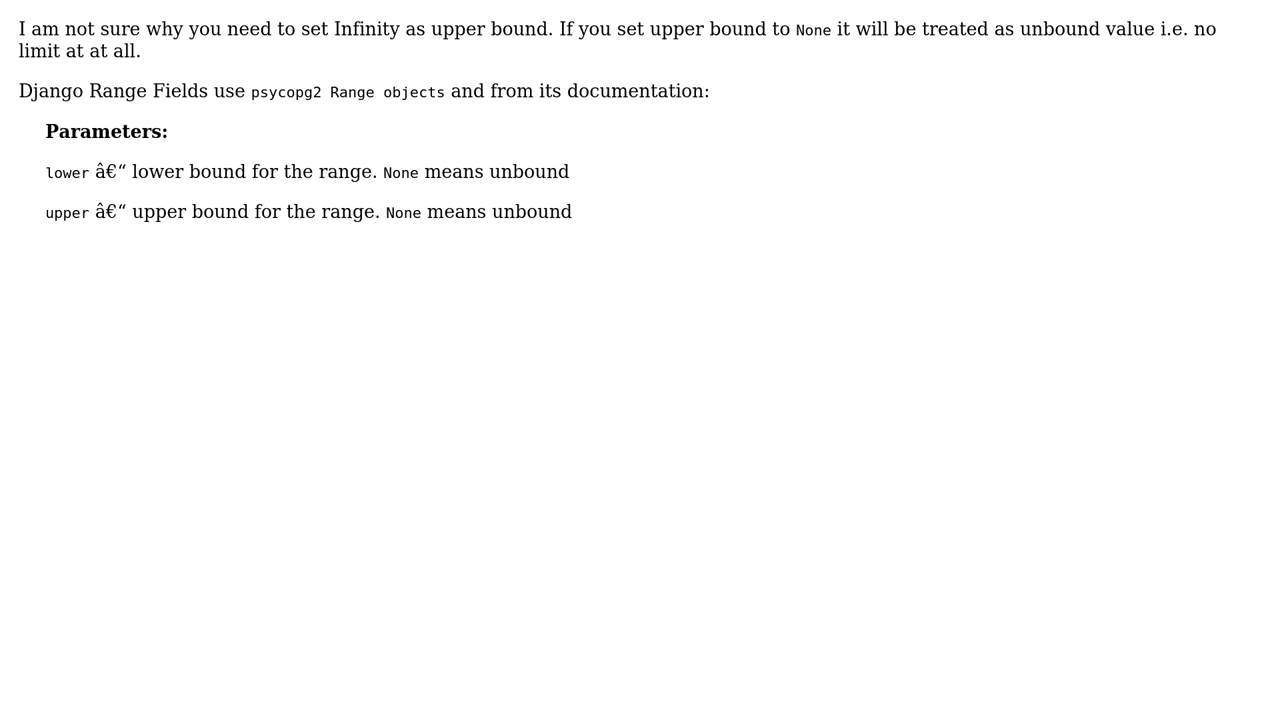 I am not sure why you need to set Infinity as upper bound. If you set upper bound to None it will be treated as unbound value i.e. no
limit at at all.
Django Range Fields use psycopg2 Range objects and from its documentation:
Parameters:
lower â€“ lower bound for the range. None means unbound
upper â€“ upper bound for the range. None means unbound